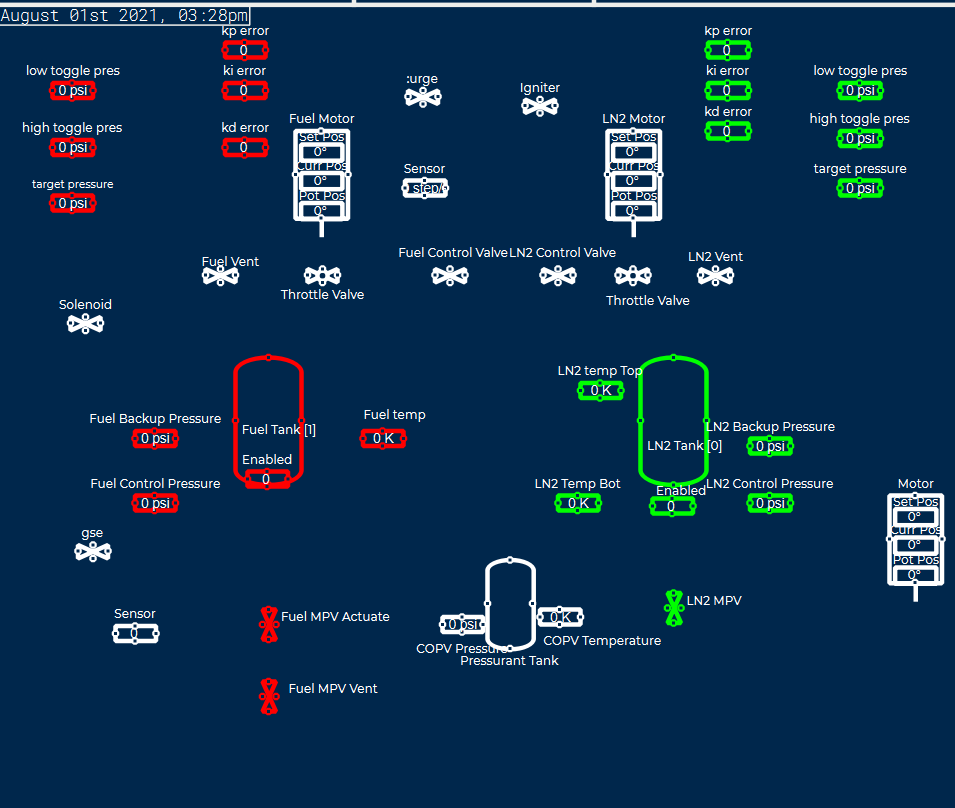 August 01st 2021, 03:28pm
kp error
0
kp error
0
low toggle pres
0 psi
ki error
0
:urge
Igniter
ki error
0
low toggle pres
0 psi
high toggle pres
0 psi
kd error
0
Fuel Motor
Set Pos
0°
Curr Pos
0°
Pot Pos
0°
LN2 Motor
Set Pos
0°
Curr Pos
0°
Pot Pos
0°
kd error
0
high toggle pres
0 psi
target pressure
0 psi
Sensor
step/
target pressure
0 psi
Fuel Vent
Throttle Valve
Fuel Control Valve
LN2 Control Valve
Throttle Valve
LN2 Vent
Solenoid
Fuel Backup Pressure
0 psi
Fuel Tank [1]
Enabled
0
Fuel temp
0 K
LN2 temp Top
0 K
LN2 Tank [0]
LN2 Backup Pressure
0 psi
Fuel Control Pressure
0 psi
LN2 Temp Bot
0 K
Enabled
0
LN2 Control Pressure
0 psi
Motor
Set Pos
0°
Curr Pos
0°
Pot Pos
0°
gse
Sensor
0
Fuel MPV Actuate
0 psi
COPV Pressure
0 K
COPV Temperature
Pressurant Tank
LN2 MPV
Fuel MPV Vent